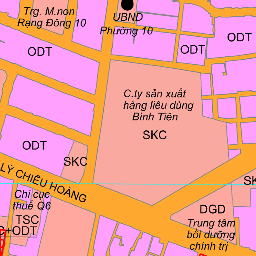 Trg. M.non
Rạng Đông 10
UBND
Phường 10
ODT
ODT
ODT
C.ty sản xuất
hàng tiêu dùng
Bình Tiên
SKC
ODT
SKC
SK
LÝ CHIÊU HOÀNG
Chi cục
thuế Q6
TSC
C+ODT
DGD
Trung tâm
bồi dưỡng
chính trị